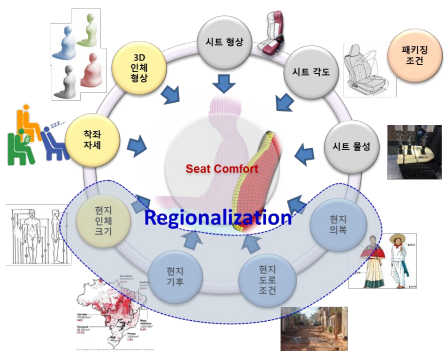 시트 형상
3D
인체
형상
시트 각도
패키징
조건
착좌
자세
시트 물성
Seat Comfort
Regionalization
현지
인체
크기
현지
의복
현지
기후
현지
도로
조건